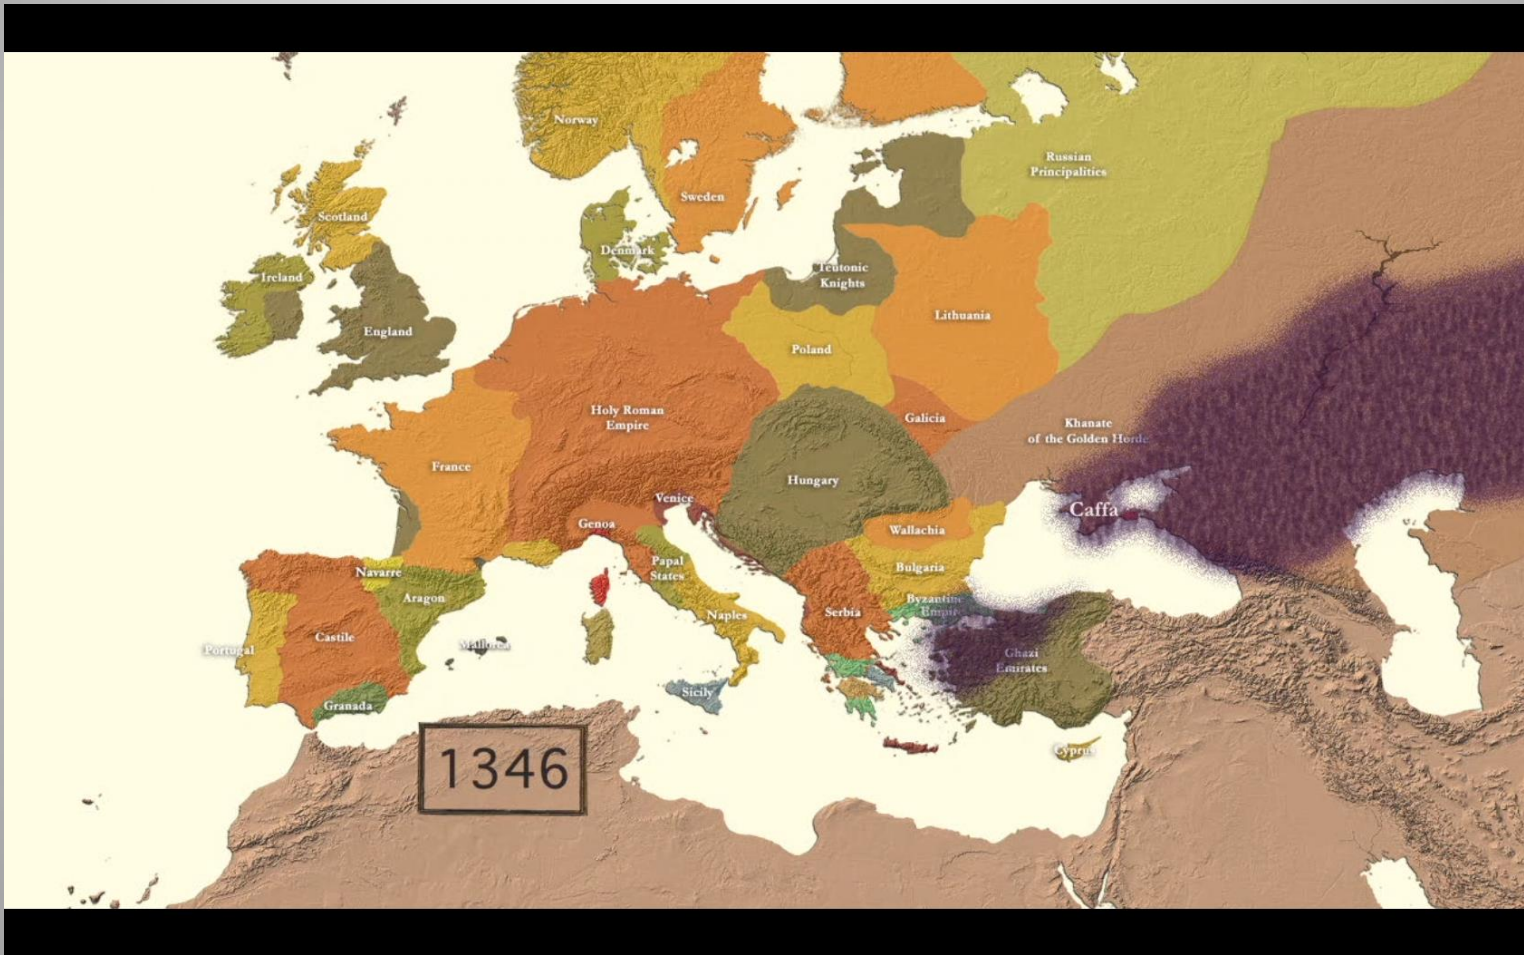 Norway
Russian
Principalities
Sweden
Scotland
Denmark
Ireland
Teutonic
Knights
England
Lithuania
Poland
Holy Roman
Empire
Galicia
Khanate
of the Golden Horde
France
Hungary
Venice
Caffa
Genoa
Wallachia
Papal
States
Bulgaria
Navarre
Aragon
Byzantine
Empire
Serbia
Naples
Castile
Mallorca
Portugal
Ghazi
Emirates
Sicily
Granada
Cyprus
1346